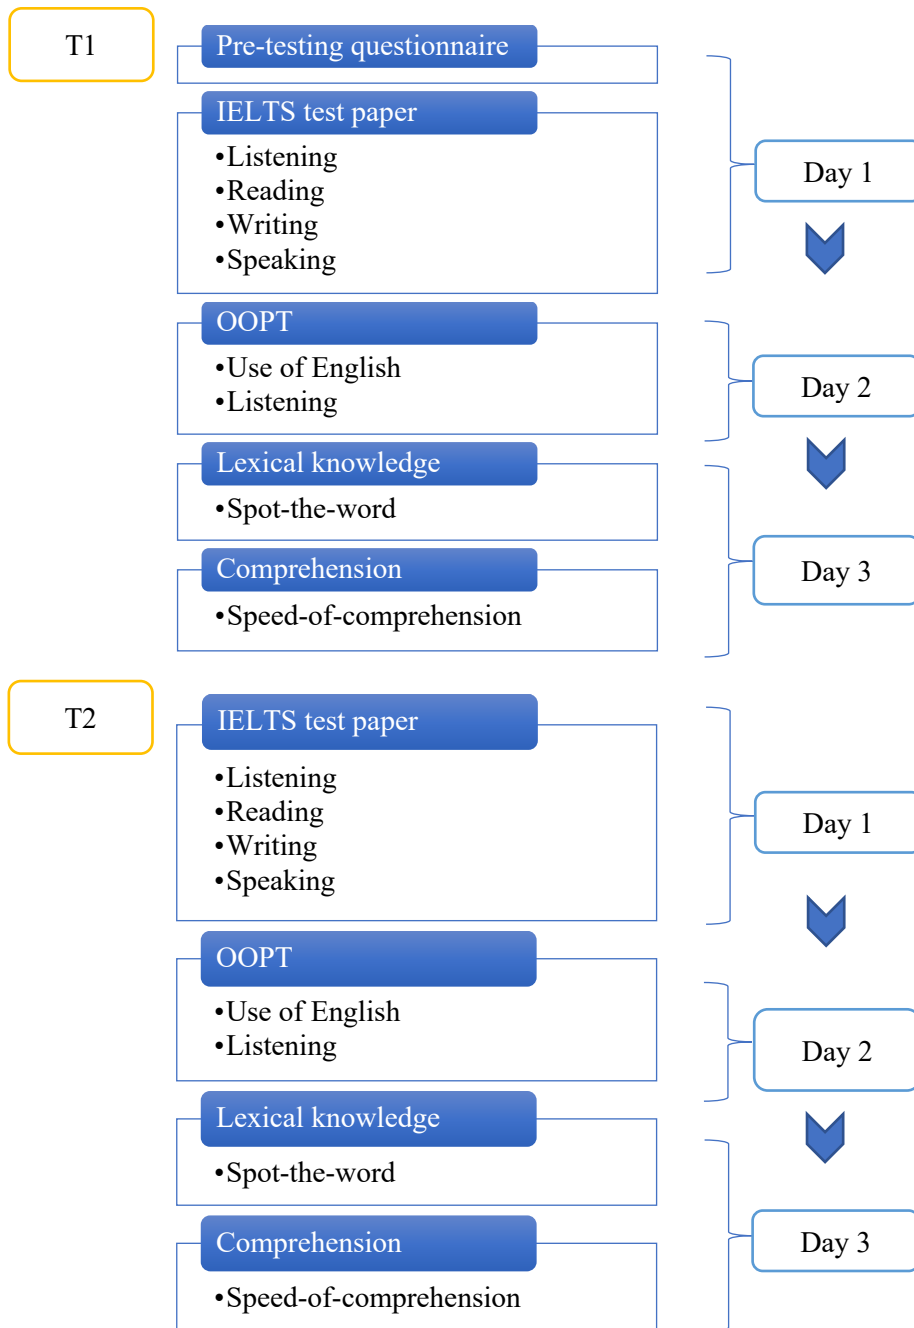 T1
Pre-testing questionnaire
IELTS test paper
•Listening
•Reading
•Writing
•Speaking
Day 1
OOPT
•Use of English
•Listening
Day 2
Lexical knowledge
•Spot-the-word
Comprehension
•Speed-of-comprehension
Day 3
T2
IELTS test paper
•Listening
•Reading
•Writing
•Speaking
Day 1
OOPT
•Use of English
•Listening
Day 2
Lexical knowledge
•Spot-the-word
Comprehension
•Speed-of-comprehension
Day 3